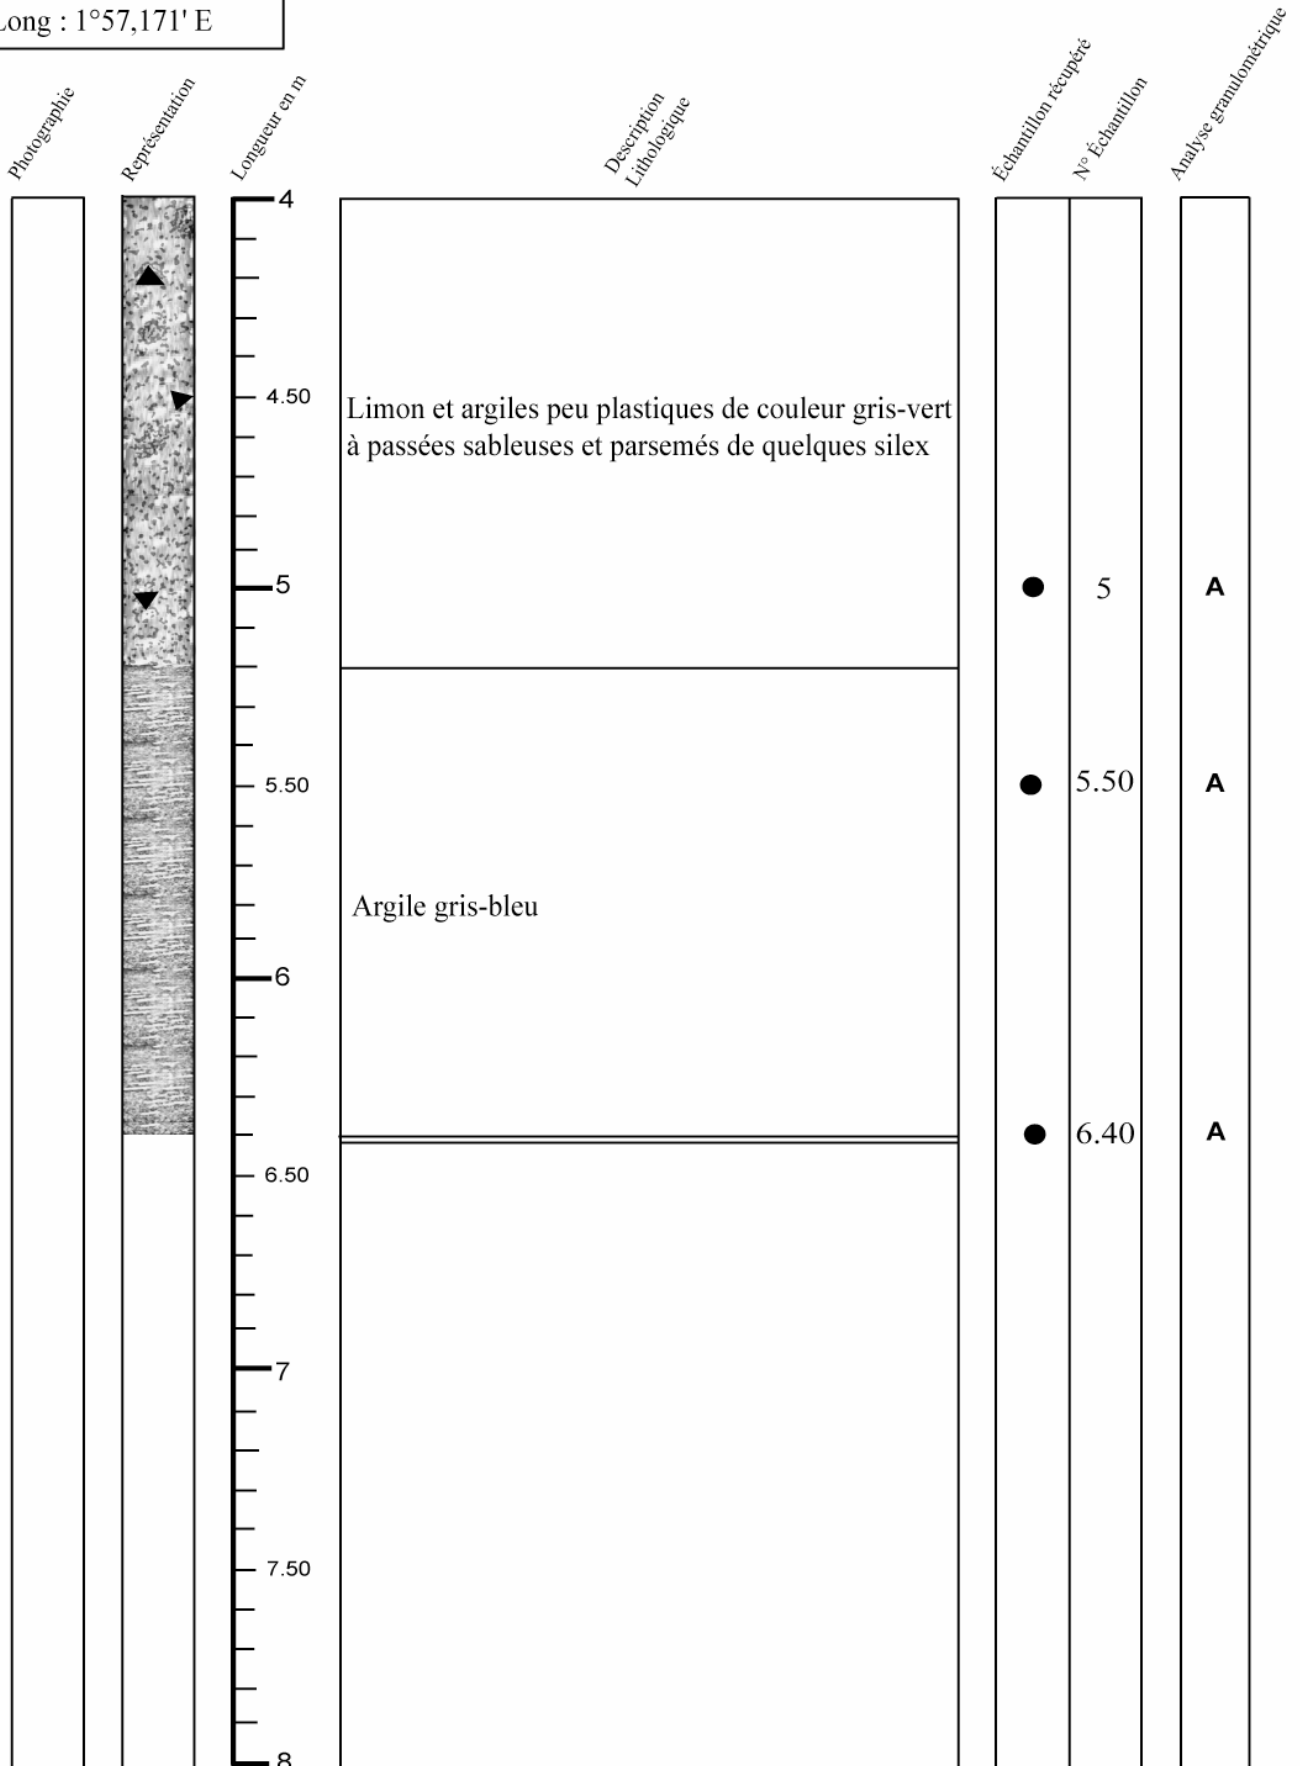 Long : 1°57,171' E
Photographie
Représentation
Longueur en m
Description
Lithologique
Échantillon récupéré
N° Échantillon
Analyse granulométrique
4
4.50
Limon et argiles peu plastiques de couleur gris-vert
à passées sableuses et parsemés de quelques silex
5
5
A
5.50
5.50
A
Argile gris-bleu
6
6.40
A
6.50
7
7.50
8